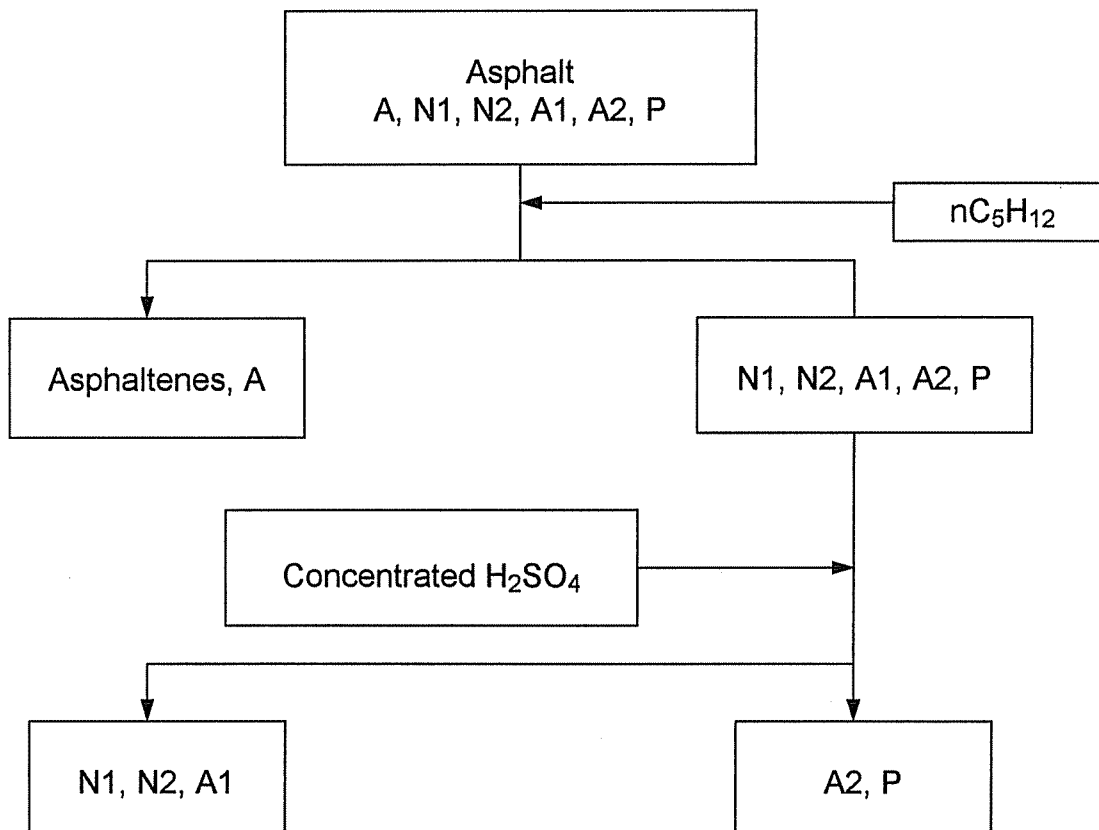 Asphalt
A, N1, N2, A1, A2, P
nC₅H₁₂
Asphaltenes, A
N1, N2, A1, A2, P
Concentrated H₂SO₄
N1, N2, A1
A2, P